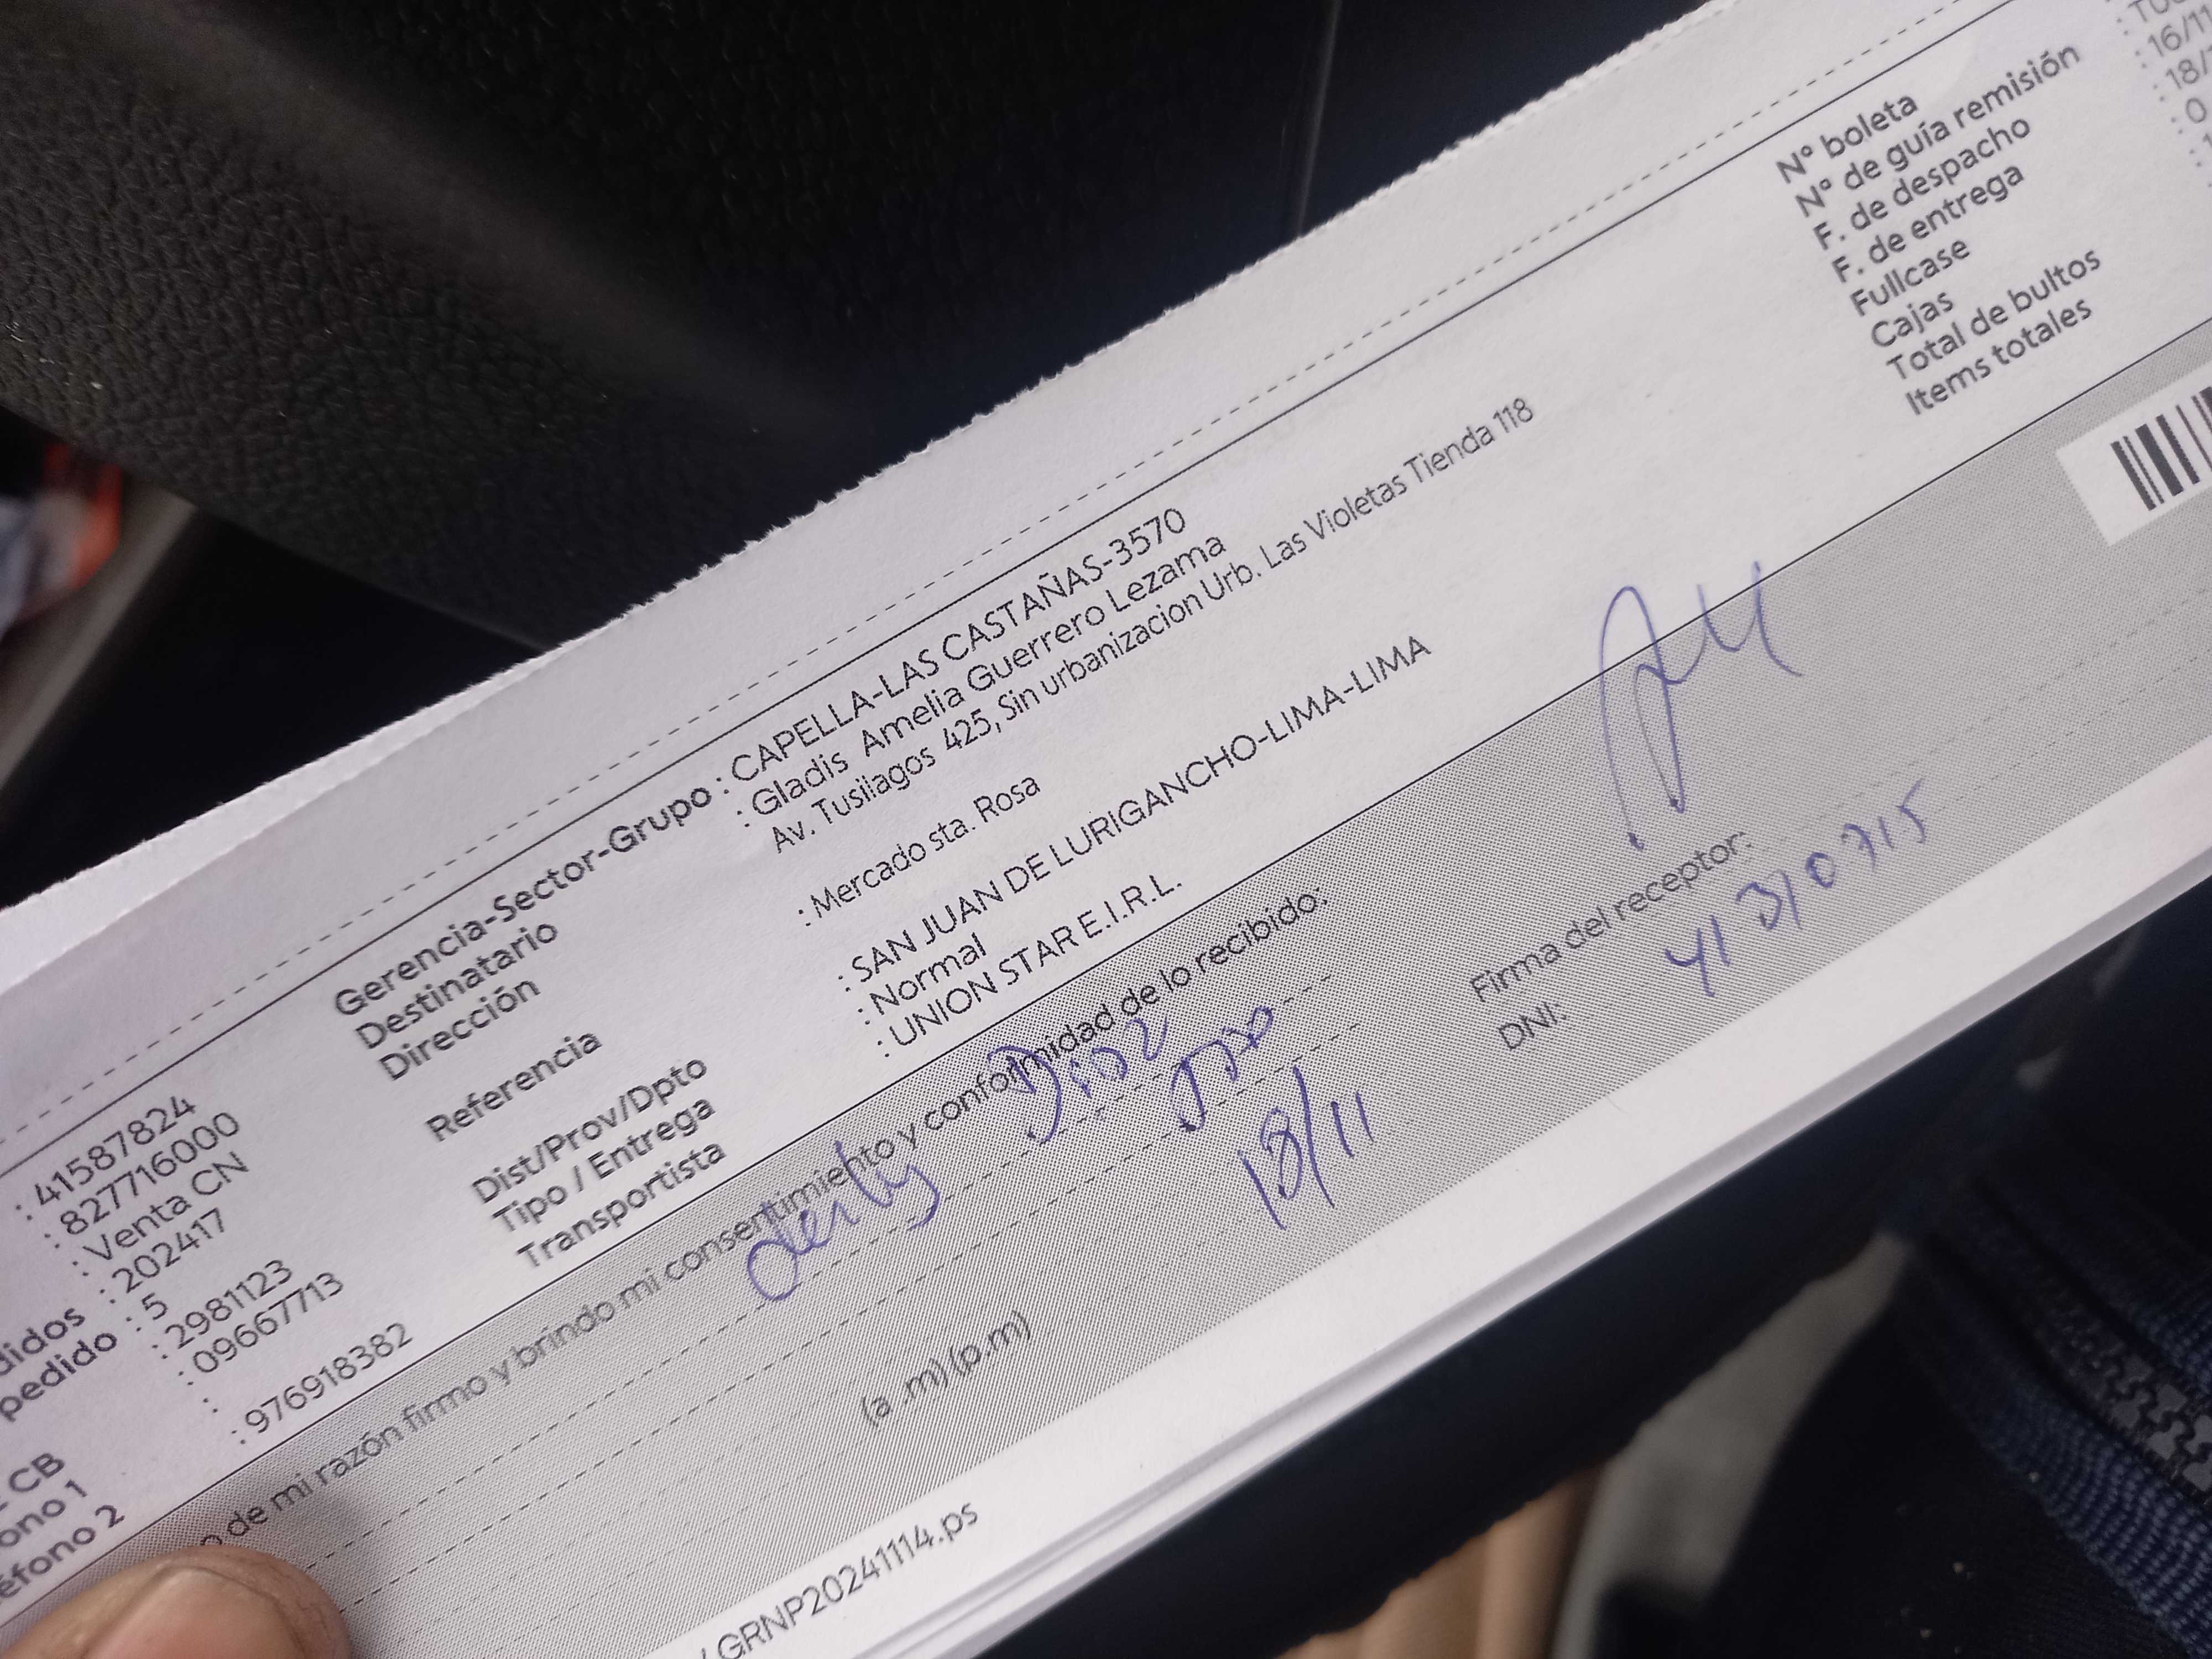 : 41587824
: 827716000
: Venta CN
didos : 202417
pedido : 5
: 2981123
: 09667713
CB :
ono 1
éfono 2 : 976918382
Gerencia-Sector-Grupo : CAPELLA-LAS CASTAÑAS-3570
Destinatario : Gladis Amelia Guerrero Lezama
Dirección Av. Tusilagos 425, Sin urbanizacion Urb. Las Violetas Tienda 118
Referencia : Mercado sta. Rosa
Dist/Prov/Dpto : SAN JUAN DE LURIGANCHO-LIMA-LIMA
Tipo / Entrega : Normal
Transportista : UNION STAR E.I.R.L.
N° boleta
N° de guía remisión
F. de despacho : 16/11
F. de entrega : 18/
Fullcase : 0
Cajas
Total de bultos
Items totales
o de mi razón firmo y brindo mi consentimiento y conformidad de lo recibido:
18/11
(a .m) (p.m)
Firma del receptor:
DNI: 41310715
/ GRNP20241114.ps